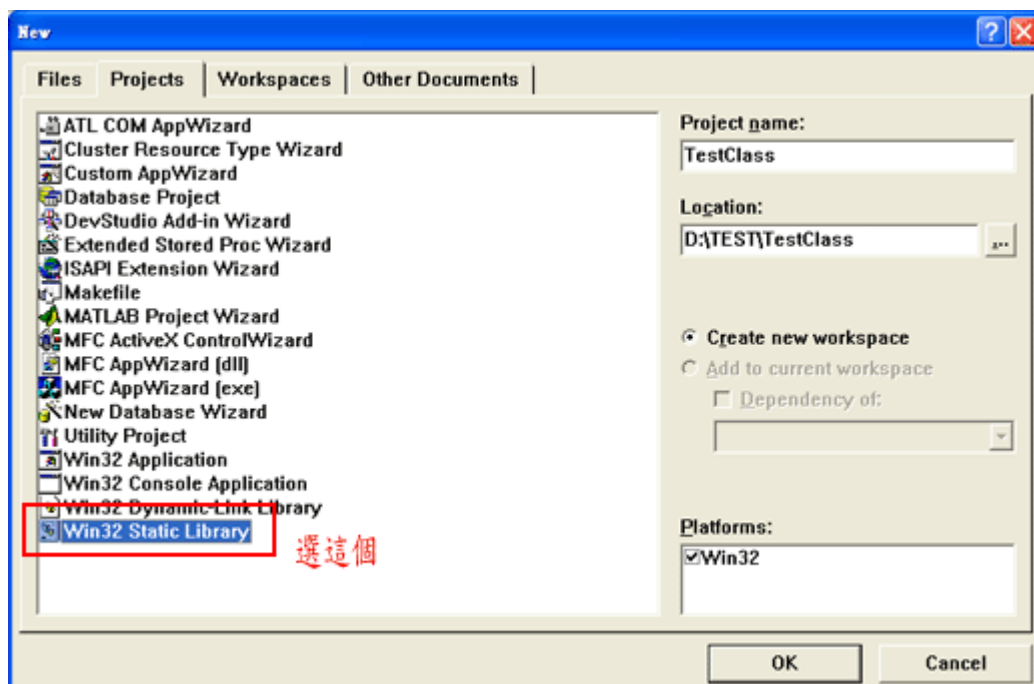 New
Files Projects Workspaces Other Documents
ATL COM AppWizard
Cluster Resource Type Wizard
Custom AppWizard
Database Project
DevStudio Add-in Wizard
Extended Stored Proc Wizard
ISAPI Extension Wizard
Makefile
MATLAB Project Wizard
MFC ActiveX ControlWizard
MFC AppWizard (dll)
MFC AppWizard (exe)
New Database Wizard
Utility Project
Win32 Application
Win32 Console Application
Win32 Dynamic-Link Library
Win32 Static Library
選這個
Project name:
TestClass
Location:
D:\TEST\TestClass
...
Create new workspace
Add to current workspace
Dependency of:
Platforms:
Win32
OK Cancel